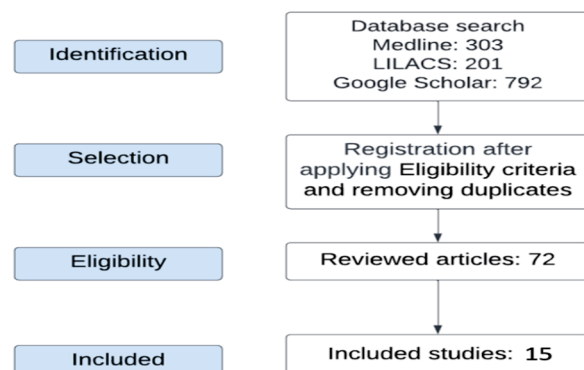 Identification
Database search
Medline: 303
LILACS: 201
Google Scholar: 792
Selection
Registration after
applying Eligibility criteria
and removing duplicates
Eligibility
Reviewed articles: 72
Included
Included studies: 15